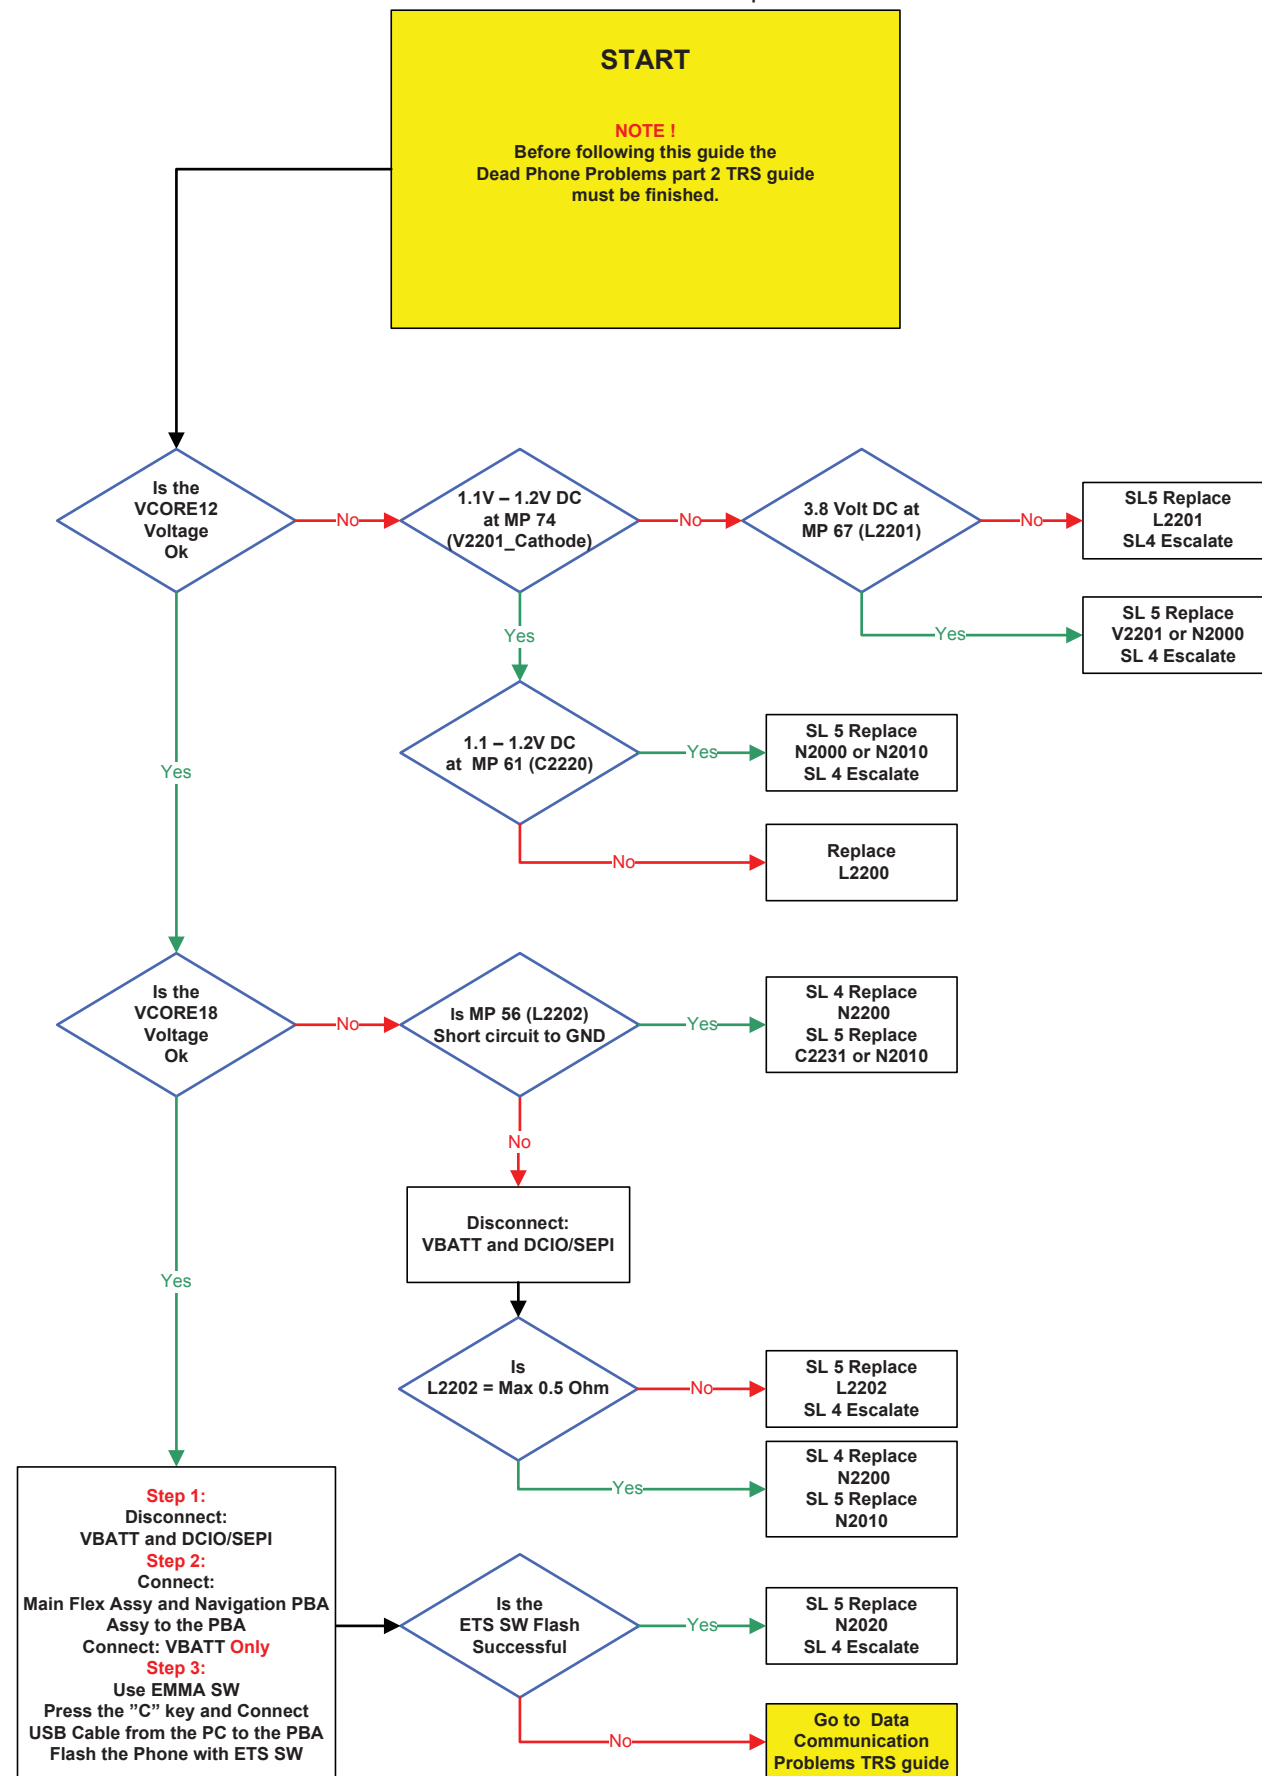 START
NOTE !
Before following this guide the
Dead Phone Problems part 2 TRS guide
must be finished.
Is the
VCORE12
Voltage
Ok
No
1.1V – 1.2V DC
at MP 74
(V2201_Cathode)
No
3.8 Volt DC at
MP 67 (L2201)
No
SL5 Replace
L2201
SL4 Escalate
Yes
SL 5 Replace
V2201 or N2000
SL 4 Escalate
Yes
1.1 – 1.2V DC
at MP 61 (C2220)
Yes
SL 5 Replace
N2000 or N2010
SL 4 Escalate
No
Replace
L2200
Yes
Is the
VCORE18
Voltage
Ok
No
Is MP 56 (L2202)
Short circuit to GND
Yes
SL 4 Replace
N2200
SL 5 Replace
C2231 or N2010
No
Disconnect:
VBATT and DCIO/SEPI
Is
L2202 = Max 0.5 Ohm
No
SL 5 Replace
L2202
SL 4 Escalate
Yes
SL 4 Replace
N2200
SL 5 Replace
N2010
Yes
Step 1:
Disconnect:
VBATT and DCIO/SEPI
Step 2:
Connect:
Main Flex Assy and Navigation PBA
Assy to the PBA
Connect: VBATT Only
Step 3:
Use EMMA SW
Press the ”C” key and Connect
USB Cable from the PC to the PBA
Flash the Phone with ETS SW
Is the
ETS SW Flash
Successful
Yes
SL 5 Replace
N2020
SL 4 Escalate
No
Go to Data
Communication
Problems TRS guide